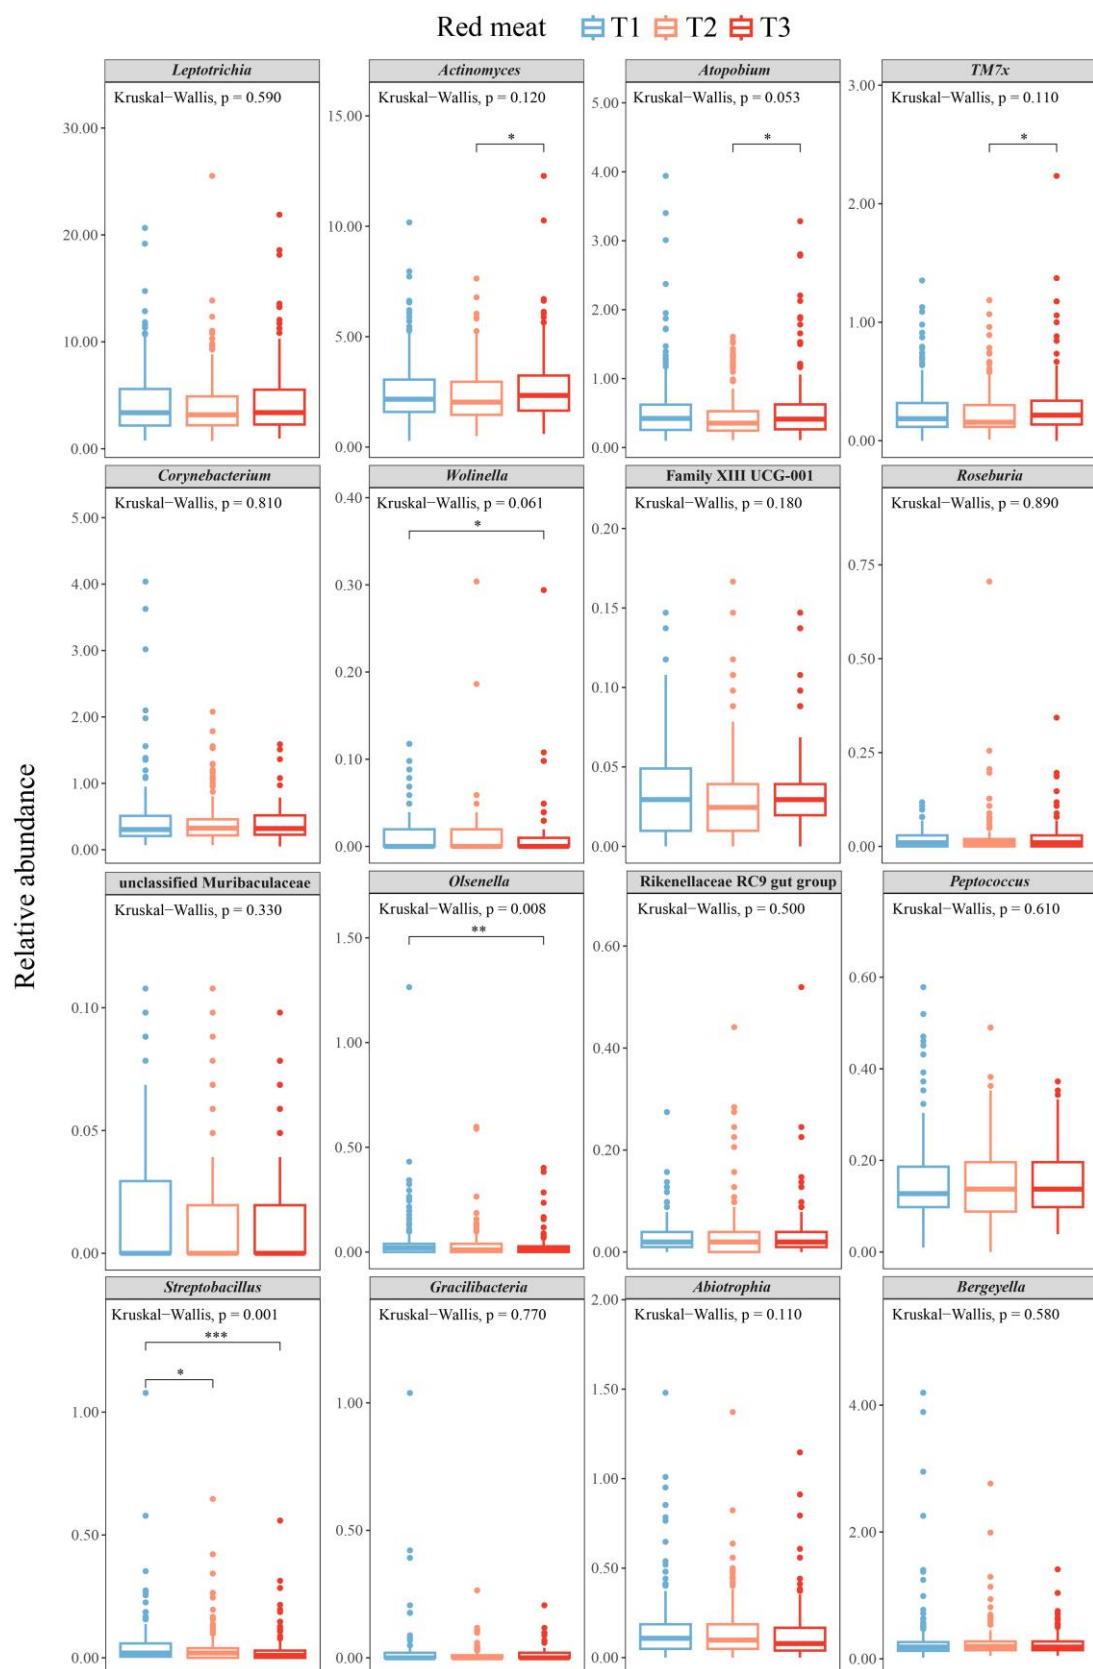 Red meat T1 T2 T3
Relative abundance
Leptotrichia
Kruskal−Wallis, p = 0.590
30.00
20.00
10.00
0.00
Actinomyces
Kruskal−Wallis, p = 0.120
*
15.00
10.00
5.00
0.00
Atopobium
Kruskal−Wallis, p = 0.053
*
5.00
4.00
3.00
2.00
1.00
0.00
TM7x
Kruskal−Wallis, p = 0.110
*
3.00
2.00
1.00
0.00
Corynebacterium
Kruskal−Wallis, p = 0.810
5.00
4.00
3.00
2.00
1.00
0.00
Wolinella
Kruskal−Wallis, p = 0.061
*
0.40
0.30
0.20
0.10
0.00
Family XIII UCG-001
Kruskal−Wallis, p = 0.180
0.20
0.15
0.10
0.05
0.00
Roseburia
Kruskal−Wallis, p = 0.890
0.75
0.50
0.25
0.00
unclassified Muribaculaceae
Kruskal−Wallis, p = 0.330
0.10
0.05
0.00
Olsenella
Kruskal−Wallis, p = 0.008
**
1.50
1.00
0.50
0.00
Rikenellaceae RC9 gut group
Kruskal−Wallis, p = 0.500
0.60
0.40
0.20
0.00
Peptococcus
Kruskal−Wallis, p = 0.610
0.60
0.40
0.20
0.00
Streptobacillus
Kruskal−Wallis, p = 0.001
***
*
1.00
0.50
0.00
Gracilibacteria
Kruskal−Wallis, p = 0.770
1.00
0.50
0.00
Abiotrophia
Kruskal−Wallis, p = 0.110
2.00
1.50
1.00
0.50
0.00
Bergeyella
Kruskal−Wallis, p = 0.580
4.00
2.00
0.00